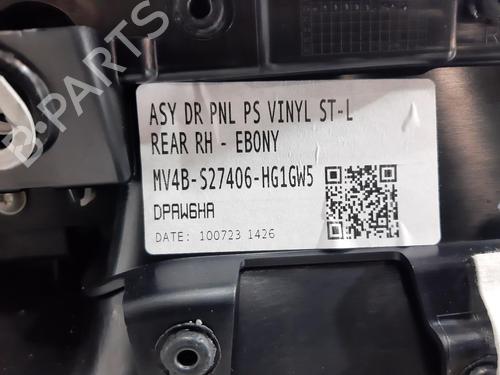 ASY DR PNL PS VINYL ST-L
REAR RH - EBONY
MV4B-S27406-HG1GW5
DPAW6HA
DATE: 100723 1426
B-PARTS